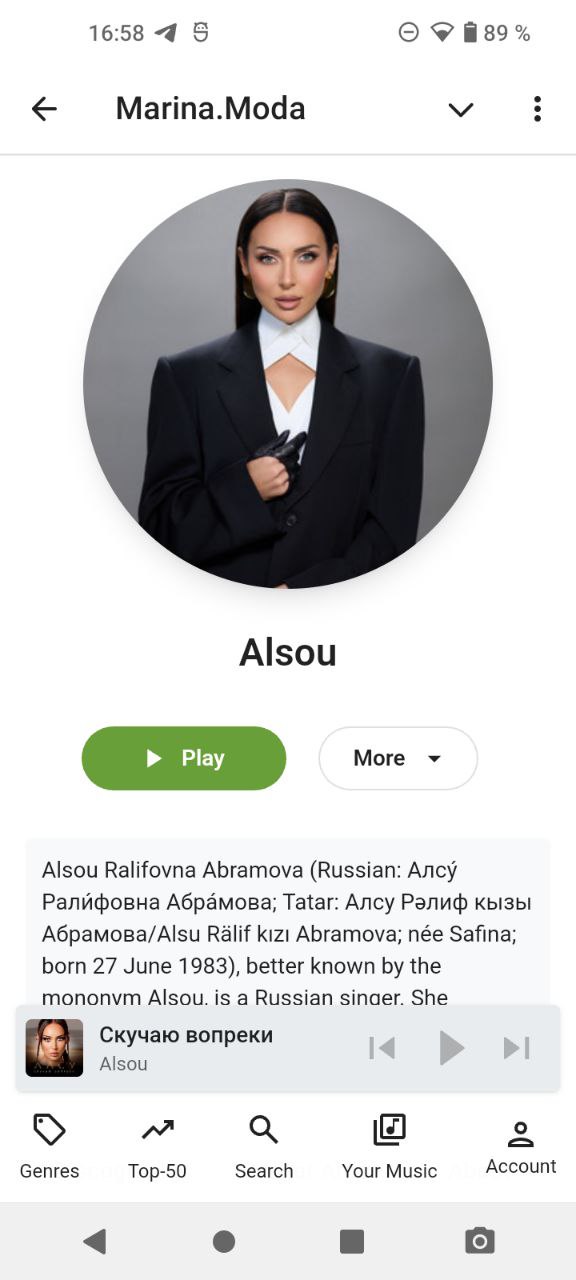 16:58
89 %
Marina.Moda
Alsou
Play
More
Alsou Ralifovna Abramova (Russian: Алсу́
Рали́фовна Абра́мова; Tatar: Алсу Рәлиф кызы
Абрамова/Alsu Rälif kızı Abramova; née Safina;
born 27 June 1983), better known by the
mononym Alsou, is a Russian singer. She
Скучаю вопреки
Alsou
Genres
Top-50
Search
Your Music
Account